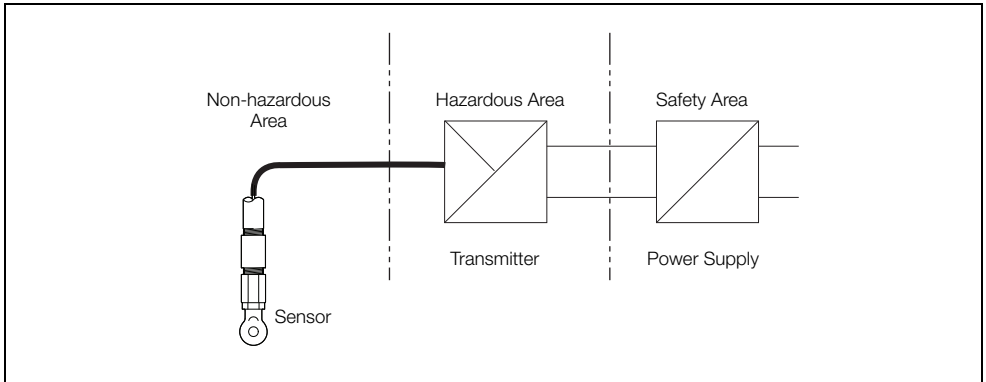 Non-hazardous
Area
Hazardous Area
Safety Area
Transmitter
Power Supply
Sensor